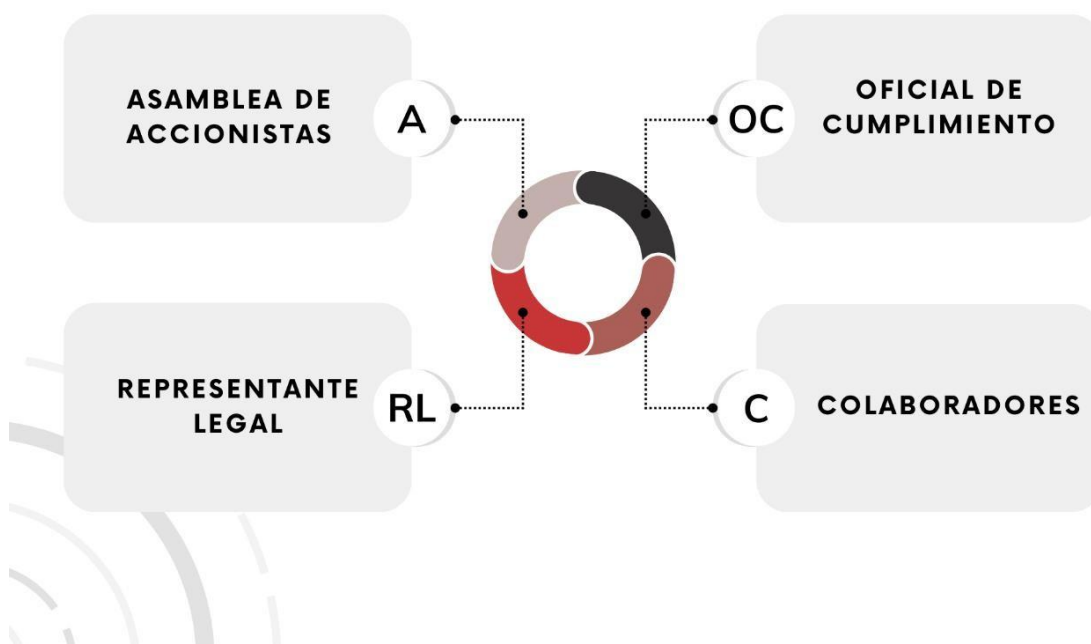 ASAMBLEA DE
ACCIONISTAS
A
OC
OFICIAL DE
CUMPLIMIENTO
REPRESENTANTE
LEGAL
RL
C
COLABORADORES